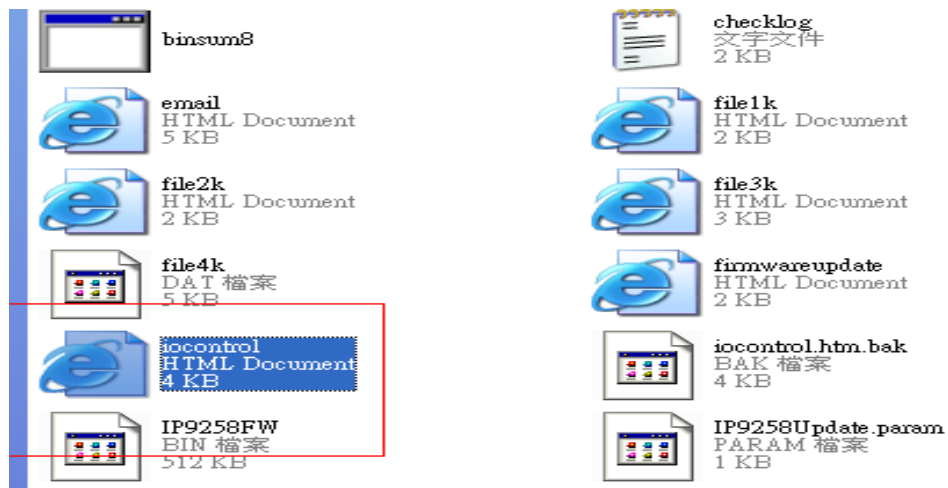 binsum8
checklog
文字文件
2 KB
email
HTML Document
5 KB
file1k
HTML Document
2 KB
file2k
HTML Document
2 KB
file3k
HTML Document
3 KB
file4k
DAT 檔案
5 KB
firmwareupdate
HTML Document
2 KB
iocontrol
HTML Document
4 KB
iocontrol.htm.bak
BAK 檔案
4 KB
IP9258FW
BIN 檔案
512 KB
IP9258Update.param
PARAM 檔案
1 KB